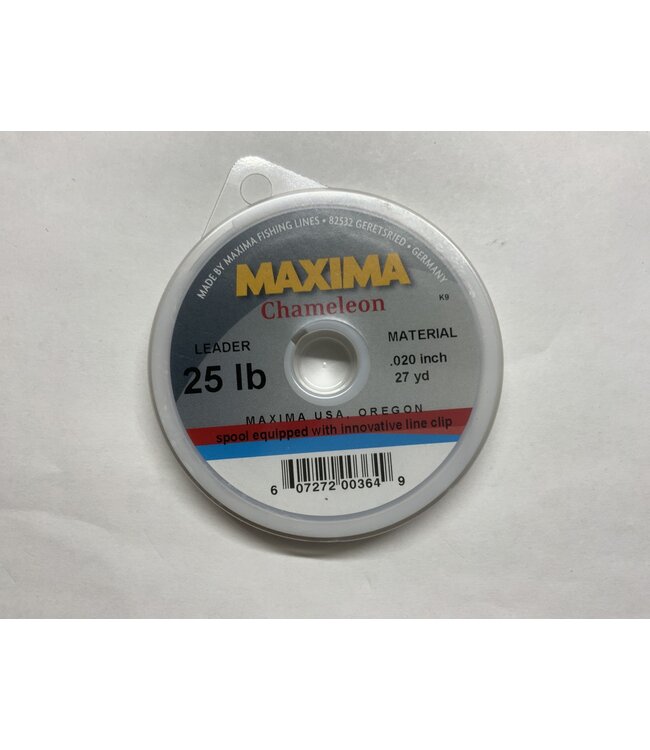 MADE BY MAXIMA FISHING LINES • 82532 GERETSRIED • GERMANY
MAXIMA
Chameleon
K9
LEADER
25 lb
MATERIAL
.020 inch
27 yd
MAXIMA USA, OREGON
spool equipped with innovative line clip
6 07272 00364 9